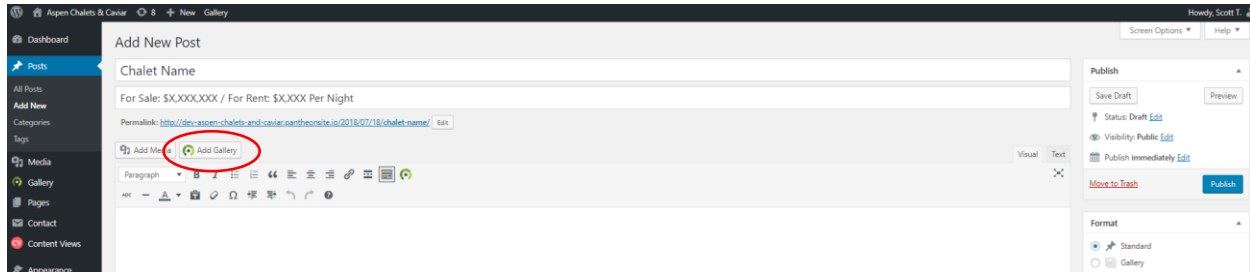 Aspen Chalets & Caviar 8 + New Gallery Howdy, Scott T.
Dashboard
Posts
All Posts
Add New
Categories
Tags
Media
Gallery
Pages
Contact
CV Content Views
Appearance
Screen Options ▼ Help ▼
Add New Post
Chalet Name
For Sale: $X,XXX,XXX / For Rent: $X,XXX Per Night
Permalink: http://dev-aspen-chalets-and-caviar.pantheonsite.io/2018/07/18/chalet-name/ Edit
Add Media Add Gallery Visual Text
Paragraph B I
ABC A Ω
Publish
Save Draft Preview
Status: Draft Edit
Visibility: Public Edit
Publish immediately Edit
Move to Trash Publish
Format
Standard
Gallery